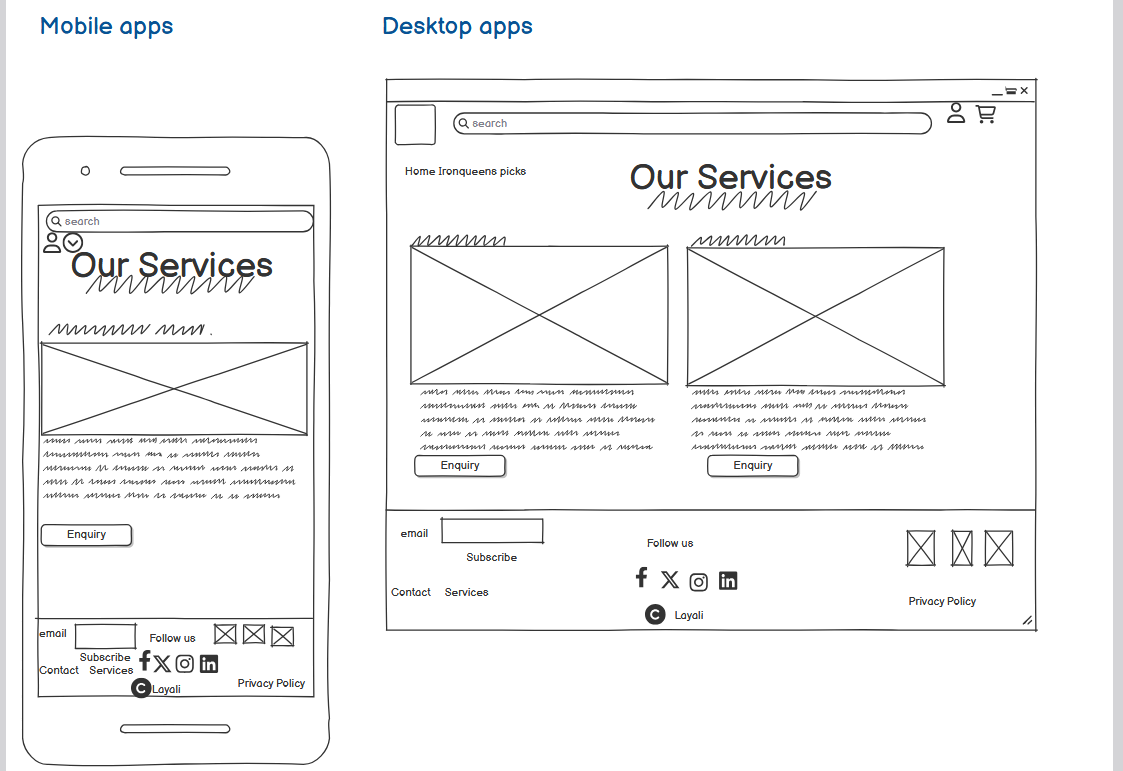 Mobile apps
Desktop apps
search
Our Services
Enquiry
email
Follow us
Subscribe
Contact Services
Layali
Privacy Policy
search
Home Ironqueens picks
Our Services
Enquiry
Enquiry
email
Subscribe
Follow us
Contact Services
Layali
Privacy Policy